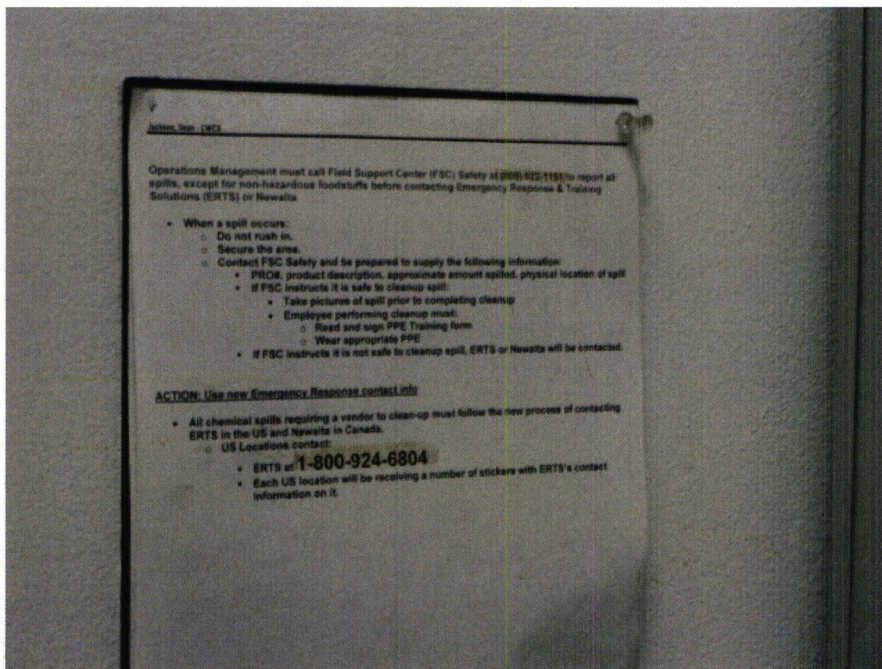 Jackson, Dean - CWCX
Operations Management must call Field Support Center (FSC) Safety at (800) 522-1151 to report all
spills, except for non-hazardous foodstuffs before contacting Emergency Response & Training
Solutions (ERTS) or Newalta
• When a spill occurs:
○ Do not rush in.
○ Secure the area.
○ Contact FSC Safety and be prepared to supply the following information:
▪ PRO#, product description, approximate amount spilled, physical location of spill
▪ If FSC instructs it is safe to cleanup spill:
• Take pictures of spill prior to completing cleanup
• Employee performing cleanup must:
○ Read and sign PPE Training form
○ Wear appropriate PPE
▪ If FSC instructs it is not safe to cleanup spill, ERTS or Newalta will be contacted.
ACTION: Use new Emergency Response contact info
• All chemical spills requiring a vendor to clean-up must follow the new process of contacting
ERTS in the US and Newalta in Canada.
○ US Locations contact:
▪ ERTS at 1-800-924-6804
▪ Each US location will be receiving a number of stickers with ERTS's contact
information on it.